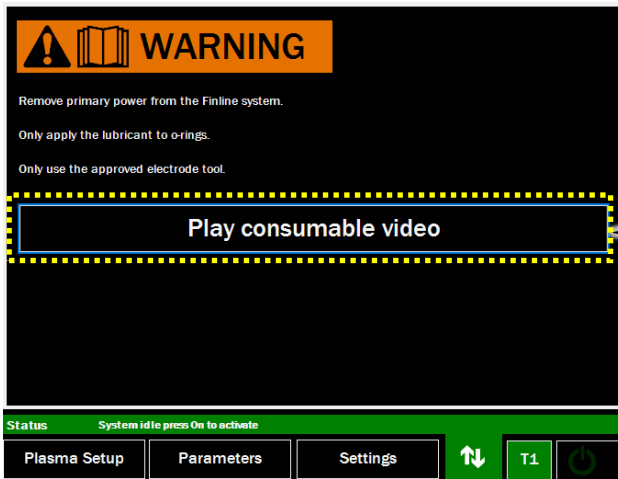 WARNING
Remove primary power from the Finline system.
Only apply the lubricant to o-rings.
Only use the approved electrode tool.
Play consumable video
Status System idle press On to activate
Plasma Setup Parameters Settings T1